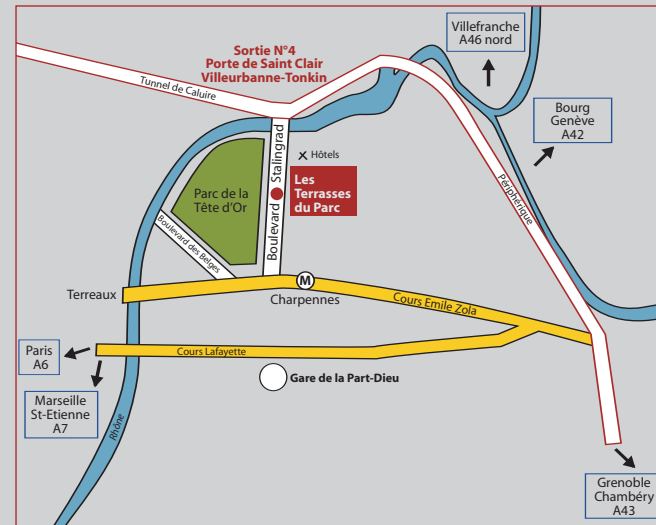 Villefranche
A46 nord
Sortie N°4
Porte de Saint Clair
Villeurbanne-Tonkin
Tunnel de Caluire
Bourg
Genève
A42
Hôtels
Les
Terrasses
du Parc
Boulevard Stalingrad
Parc de la
Tête d'Or
Périphérique
Boulevard des Belges
M
Terreaux
Charpennes
Cours Emile Zola
Paris
A6
Cours Lafayette
Gare de la Part-Dieu
Marseille
St-Etienne
A7
Rhône
Grenoble
Chambéry
A43